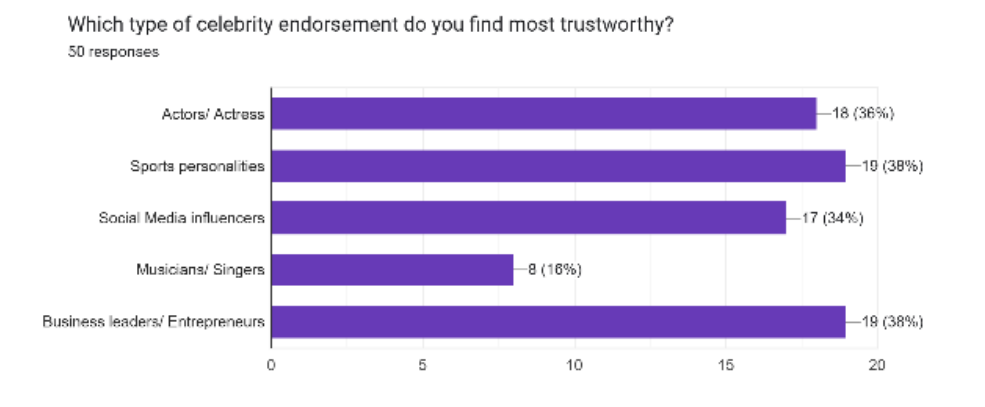 Which type of celebrity endorsement do you find most trustworthy?
50 responses
Actors/ Actress
18 (36%)
Sports personalities
19 (38%)
Social Media influencers
17 (34%)
Musicians/ Singers
8 (16%)
Business leaders/ Entrepreneurs
19 (38%)
0 5 10 15 20